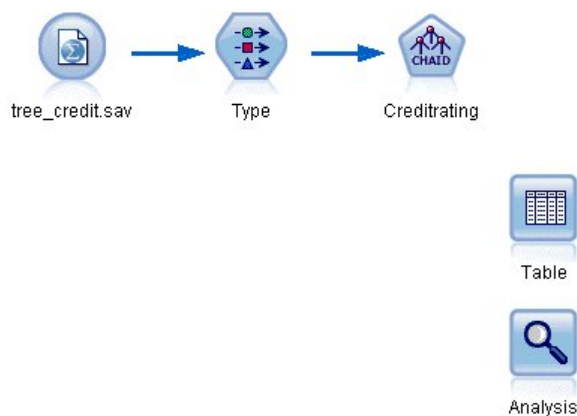 CHAID
tree_credit.sav
Type
Creditrating
Table
Analysis